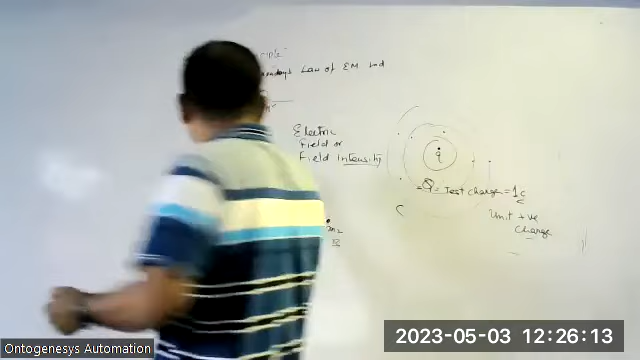 Law of EM Ind
Electric
Field or
Field Intensity
q
= Q = Test charge = 1c
Unit +ve
charge
m2
Ontogenesys Automation
2023-05-03 12:26:13